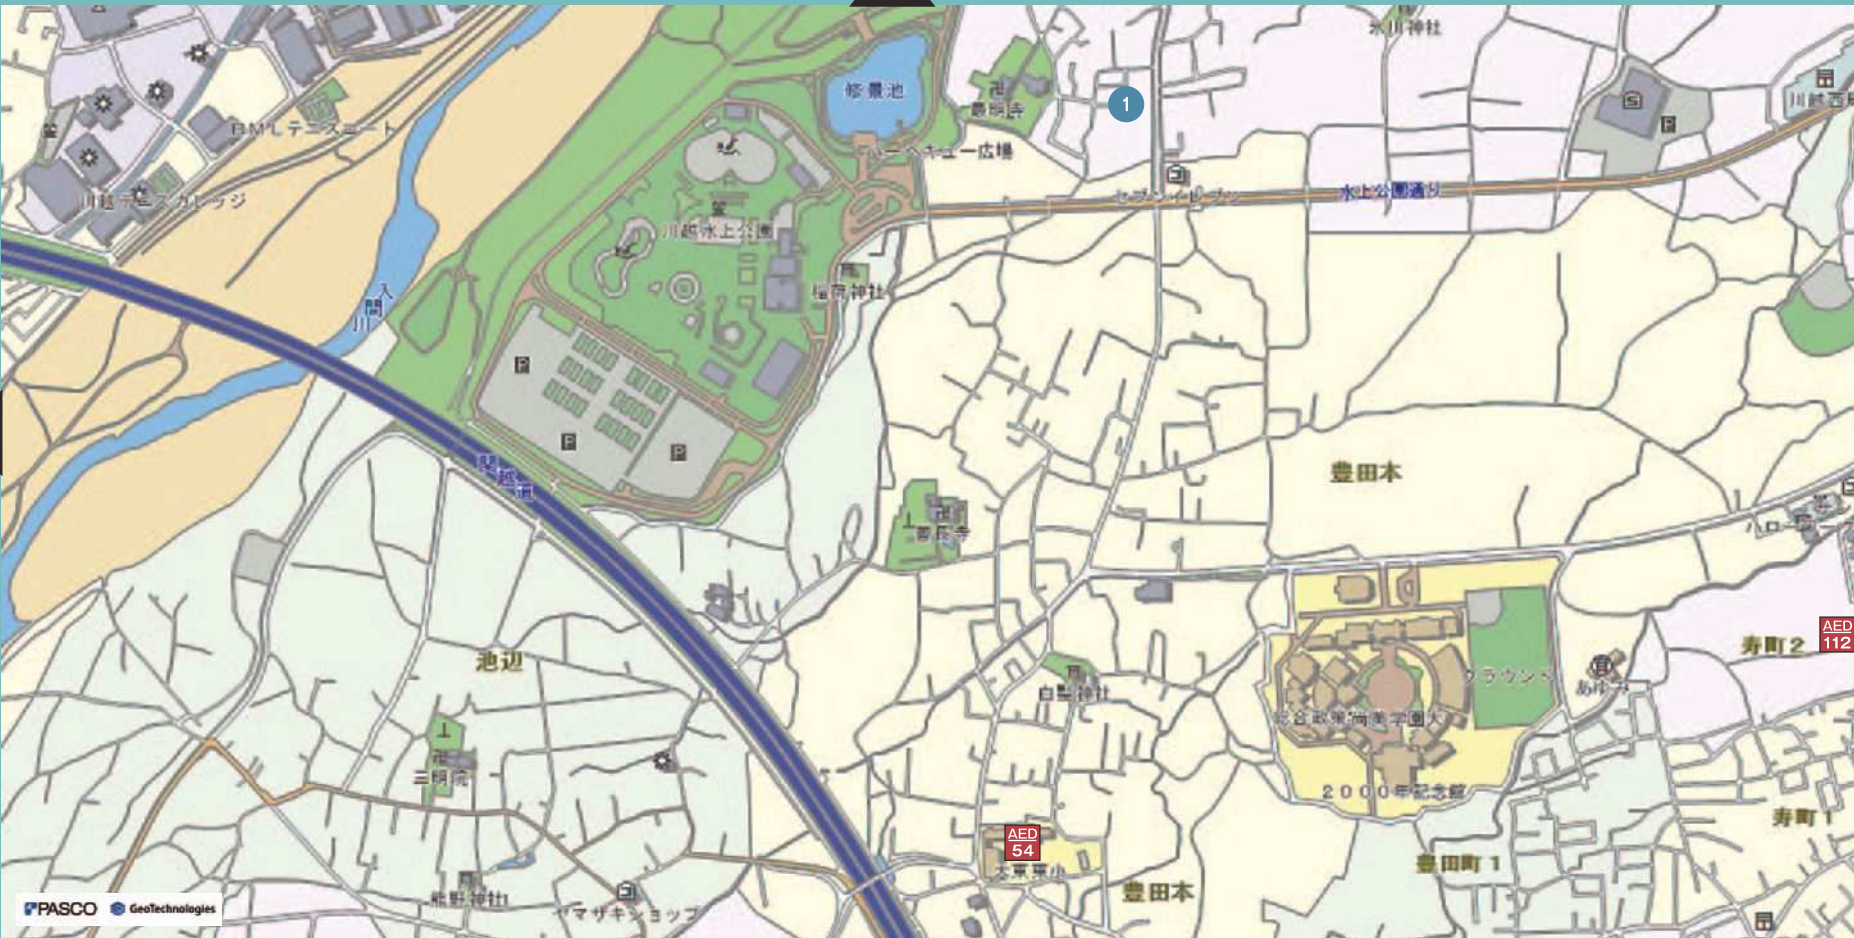 氷川神社
修景池
最明寺
1
BMLテニスコート
バーベキュー広場
川越テニスカレッジ
セブンイレブン
水上公園通り
川越水上公園
稲荷神社
入間川
P
P
P
P
S
関越道
善長寺
豊田本
池辺
白髭神社
グラウンド
あゆみ
寿町2
AED
112
三明院
2000年記念館
寿町1
AED
54
大東東小
豊田町1
豊田本
熊野神社
ヤマザキショップ
PASCO
GeoTechnologies